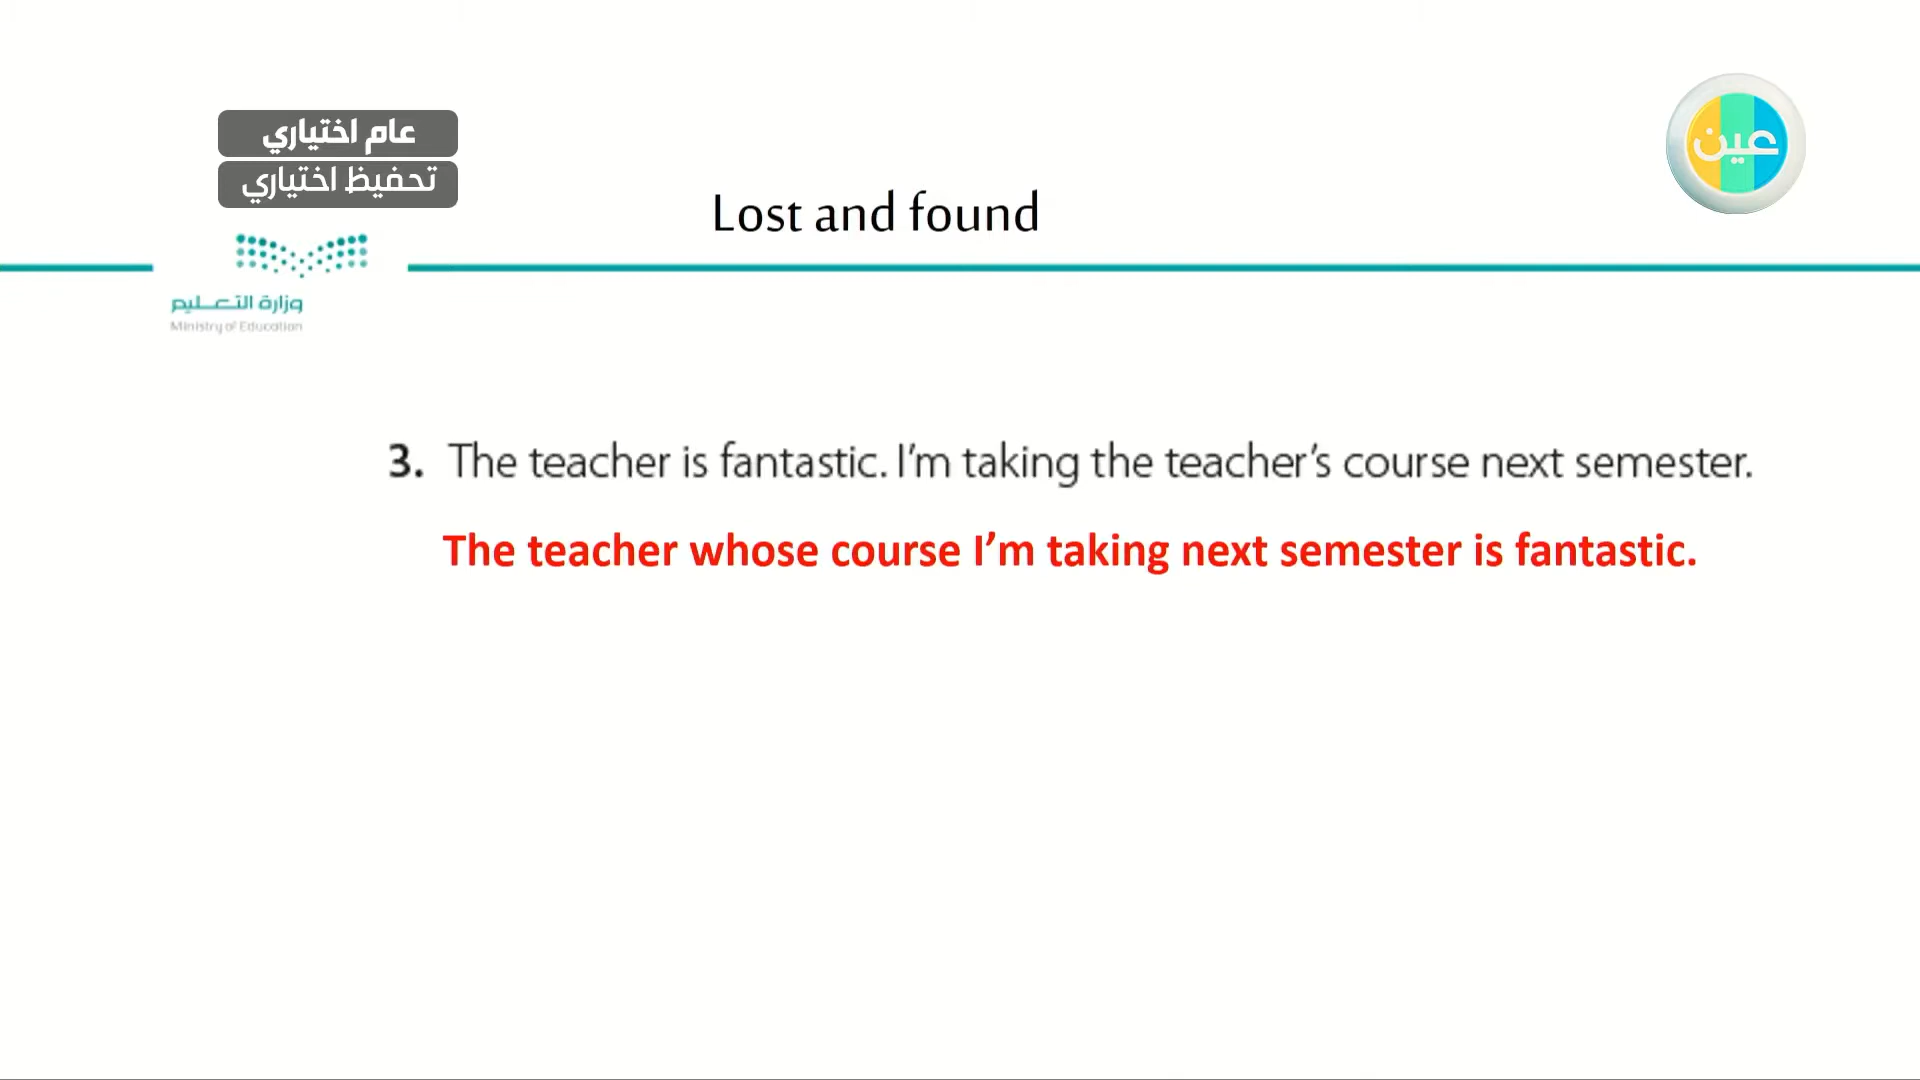 عام اختياري
تحفيظ اختياري
عين
Lost and found
وزارة التعليم
Ministry of Education
3. The teacher is fantastic. I'm taking the teacher's course next semester.
The teacher whose course I'm taking next semester is fantastic.